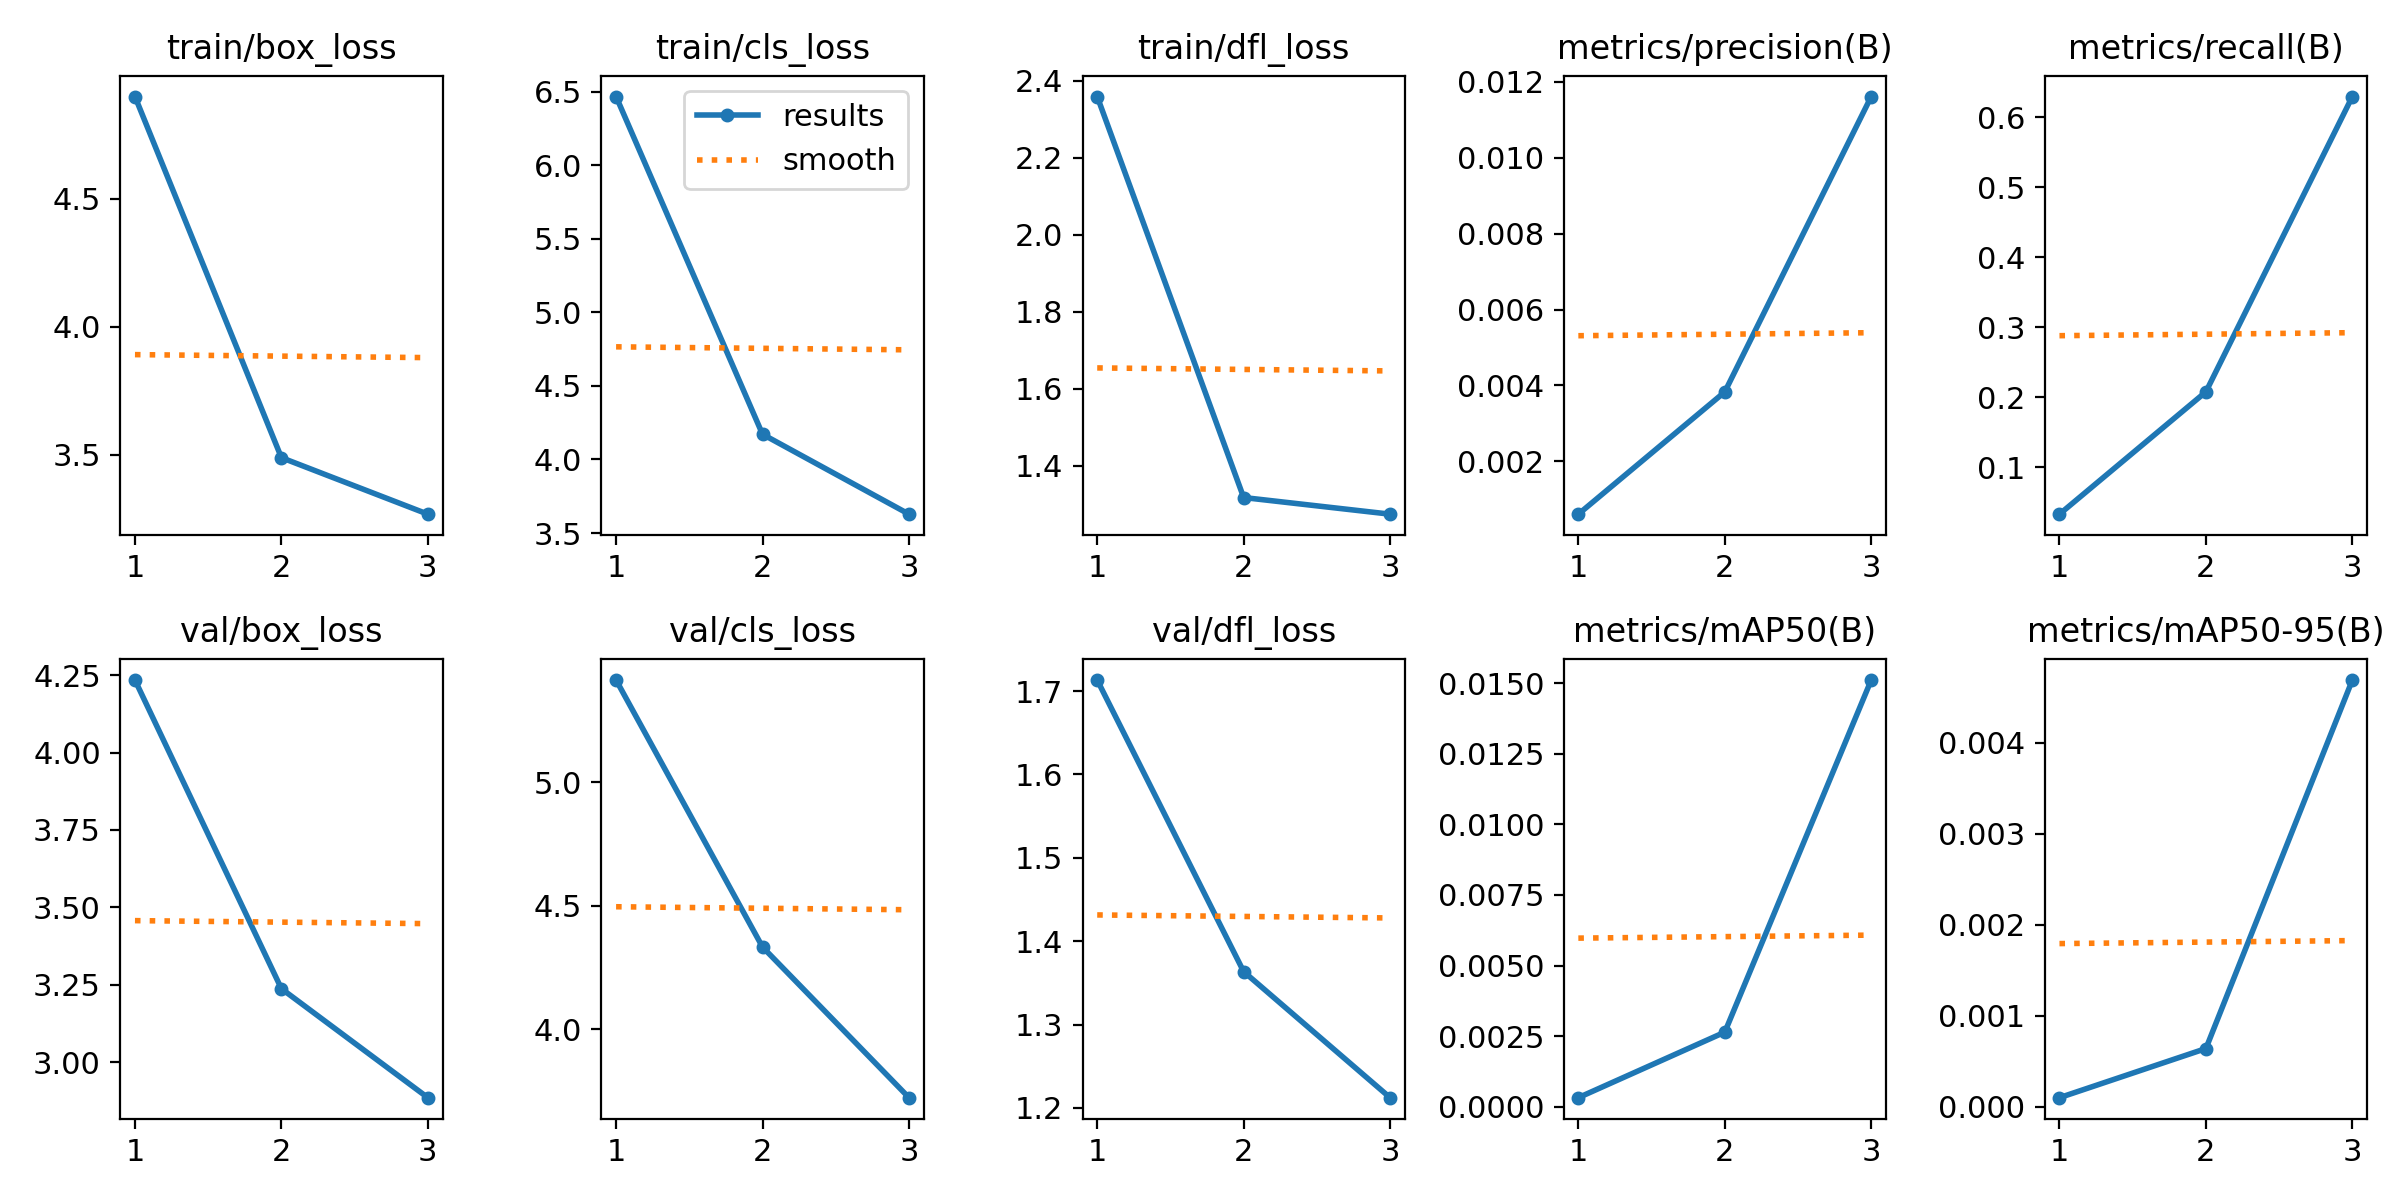 train/box_loss
4.5
4.0
3.5
1 2 3
train/cls_loss
6.5
6.0
5.5
5.0
4.5
4.0
3.5
1 2 3
results
smooth
train/dfl_loss
2.4
2.2
2.0
1.8
1.6
1.4
1 2 3
metrics/precision(B)
0.012
0.010
0.008
0.006
0.004
0.002
1 2 3
metrics/recall(B)
0.6
0.5
0.4
0.3
0.2
0.1
1 2 3
val/box_loss
4.25
4.00
3.75
3.50
3.25
3.00
1 2 3
val/cls_loss
5.0
4.5
4.0
1 2 3
val/dfl_loss
1.7
1.6
1.5
1.4
1.3
1.2
1 2 3
metrics/mAP50(B)
0.0150
0.0125
0.0100
0.0075
0.0050
0.0025
0.0000
1 2 3
metrics/mAP50-95(B)
0.004
0.003
0.002
0.001
0.000
1 2 3